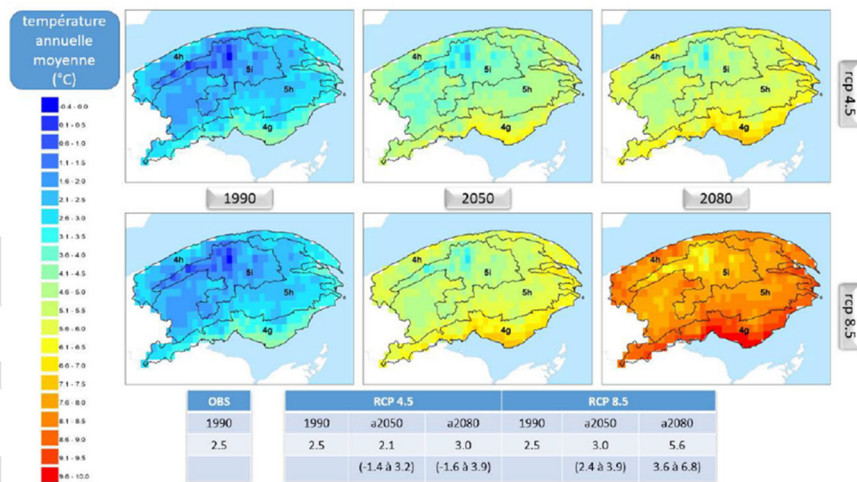 température
annuelle
moyenne
(°C)
-0.4 - 0.0
0.1 - 0.5
0.6 - 1.0
1.1 - 1.5
1.6 - 2.0
2.1 - 2.5
2.6 - 3.0
3.1 - 3.5
3.6 - 4.0
4.1 - 4.5
4.6 - 5.0
5.1 - 5.5
5.6 - 6.0
6.1 - 6.5
6.6 - 7.0
7.1 - 7.5
7.6 - 8.0
8.1 - 8.5
8.6 - 9.0
9.1 - 9.5
9.6 - 10.0
4h
5i
5h
4g
4h
5i
5h
4g
4h
5i
5h
4g
rcp 4.5
1990
2050
2080
4h
5i
5h
4g
4h
5i
5h
4g
4h
5i
5h
4g
rcp 8.5
OBS RCP 4.5 RCP 8.5
1990 1990 a2050 a2080 1990 a2050 a2080
2.5 2.5 2.1 3.0 2.5 3.0 5.6
(-1.4 à 3.2) (-1.6 à 3.9) (2.4 à 3.9) 3.6 à 6.8)